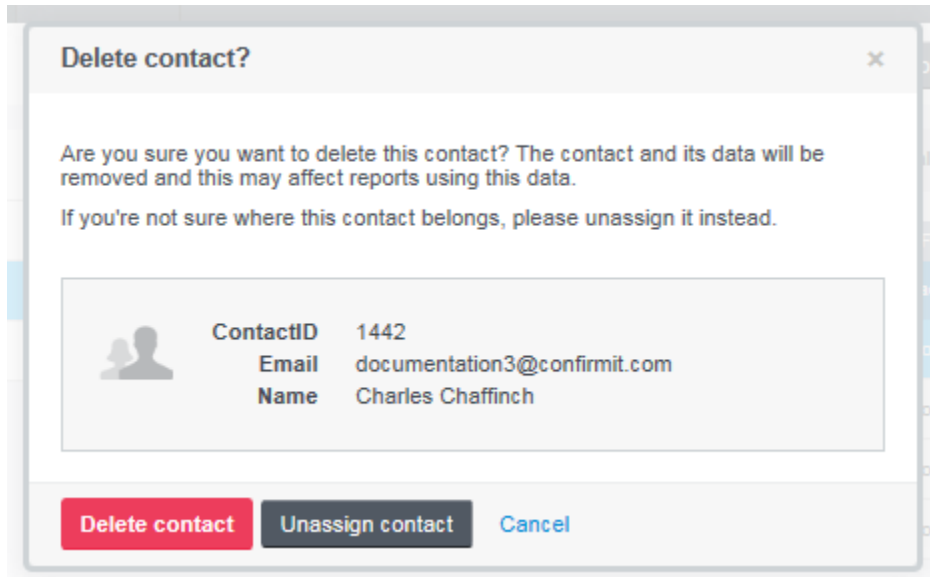 Delete contact?
×
Are you sure you want to delete this contact? The contact and its data will be
removed and this may affect reports using this data.
If you're not sure where this contact belongs, please unassign it instead.
ContactID 1442
Email documentation3@confirmit.com
Name Charles Chaffinch
Delete contact Unassign contact Cancel